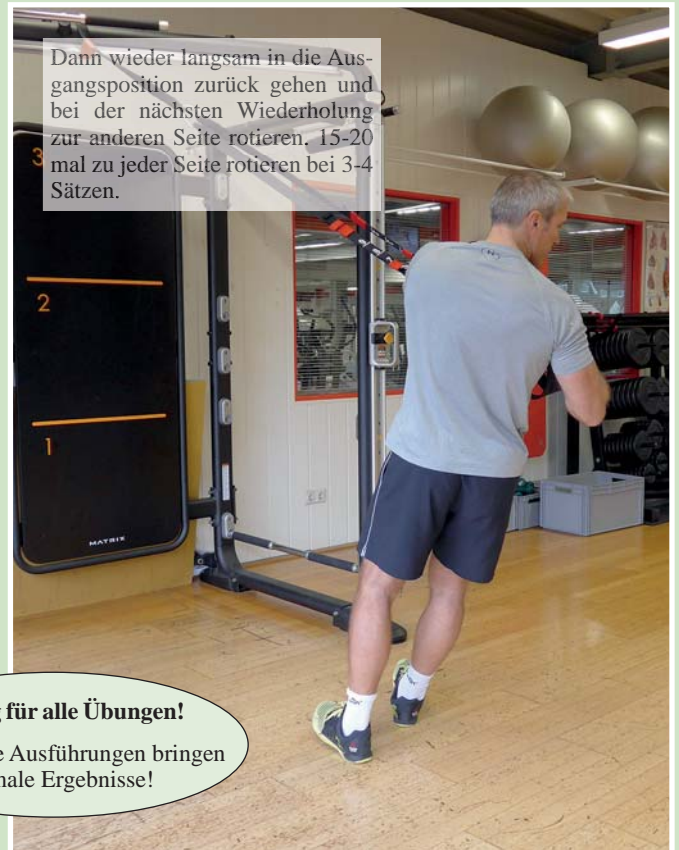 Dann wieder langsam in die Aus-
gangsposition zurück gehen und
bei der nächsten Wiederholung
zur anderen Seite rotieren. 15-20
mal zu jeder Seite rotieren bei 3-4
Sätzen.
3
2
1
MATRIX
für alle Übungen!
Ausführungen bringen
Ergebnisse!